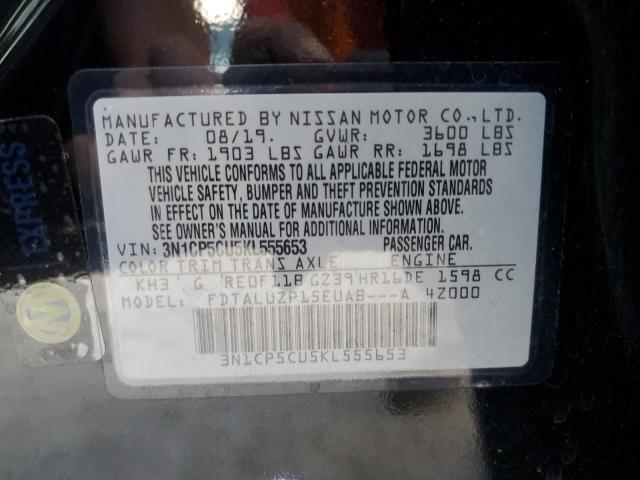 MANUFACTURED BY NISSAN MOTOR CO.,LTD.
DATE: 08/19. GVWR: 3600 LBS
GAWR FR: 1903 LBS GAWR RR: 1698 LBS
THIS VEHICLE CONFORMS TO ALL APPLICABLE FEDERAL MOTOR
VEHICLE SAFETY, BUMPER AND THEFT PREVENTION STANDARDS
IN EFFECT ON THE DATE OF MANUFACTURE SHOWN ABOVE.
SEE OWNER'S MANUAL FOR ADDITIONAL INFORMATION.
VIN: 3N1CP5CU5KL555653 PASSENGER CAR.
COLOR TRIM TRANS AXLE ENGINE
KH3 G RE0F11B GZ39 HR16DE 1598 CC
MODEL: FDTALUZP15EUAB---A 4Z000
3N1CP5CU5KL555653
EXPRESS